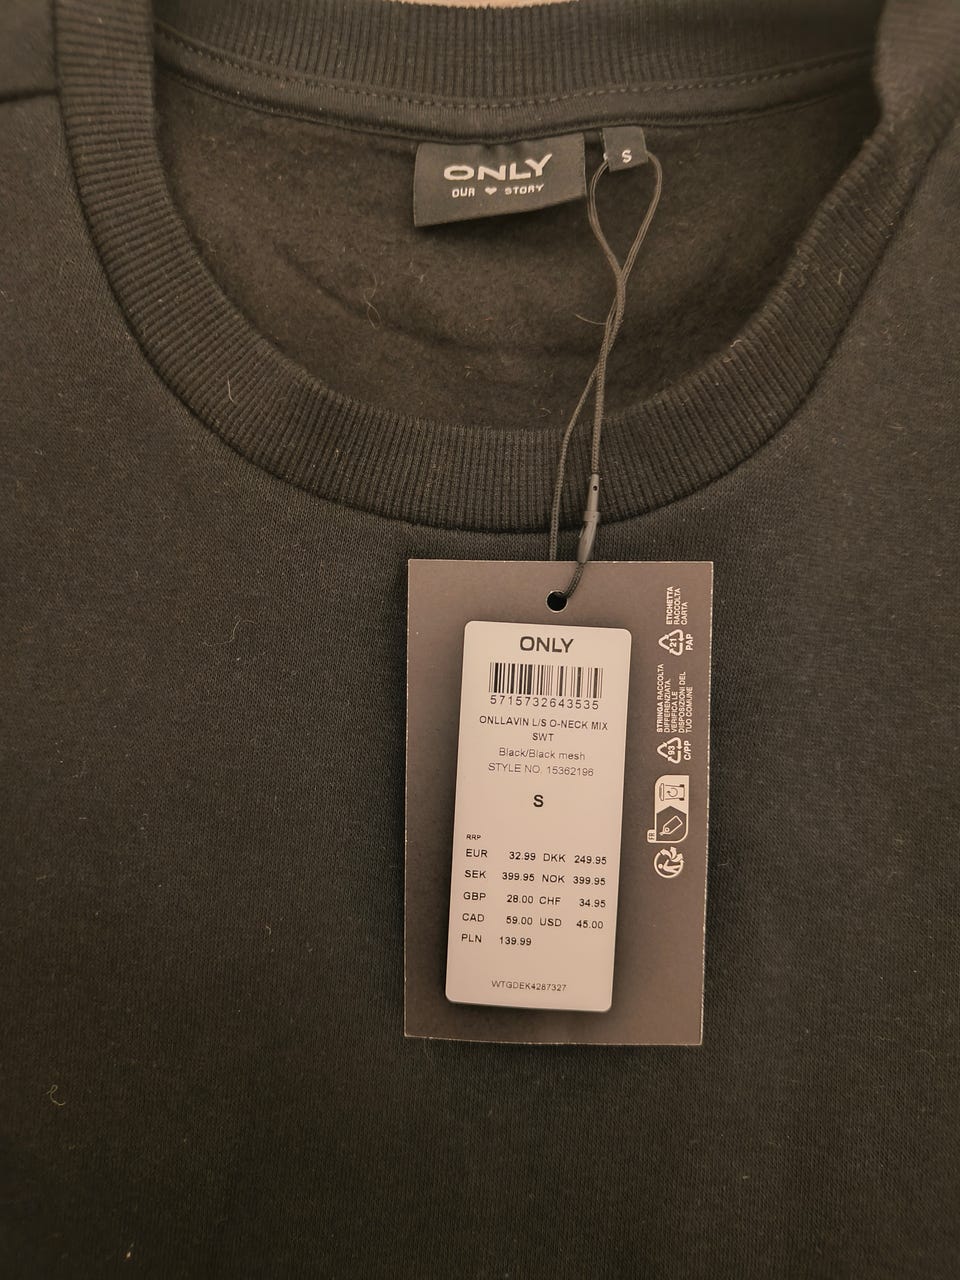 ONLY
OUR ❤ STORY
S
ONLY
5715732643535
ONLLAVIN L/S O-NECK MIX
SWT
Black/Black mesh
STYLE NO. 15362196
S
RRP
EUR 32.99 DKK 249.95
SEK 399.95 NOK 399.95
GBP 28.00 CHF 34.95
CAD 59.00 USD 45.00
PLN 139.99
WTGDEK4287327
ETICHETTA
RACCOLTA
CARTA
21
PAP
STRINGA RACCOLTA
DIFFERENZIATA.
VERIFICA LE
DISPOSIZIONI DEL
TUO COMUNE
93
C/PP
FR